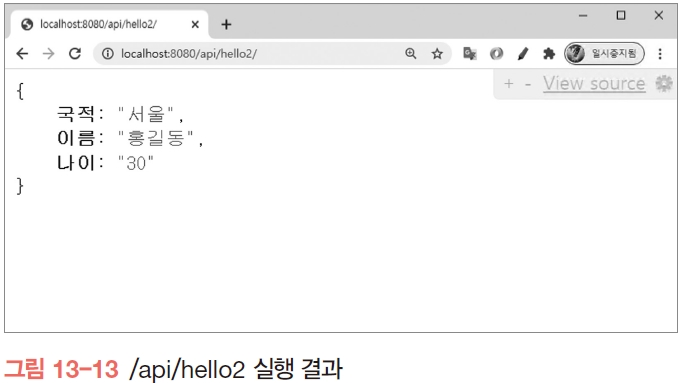 localhost:8080/api/hello2/
localhost:8080/api/hello2/
일시중지됨
+ - View source
{
국적: "서울",
이름: "홍길동",
나이: "30"
}
그림 13-13 /api/hello2 실행 결과